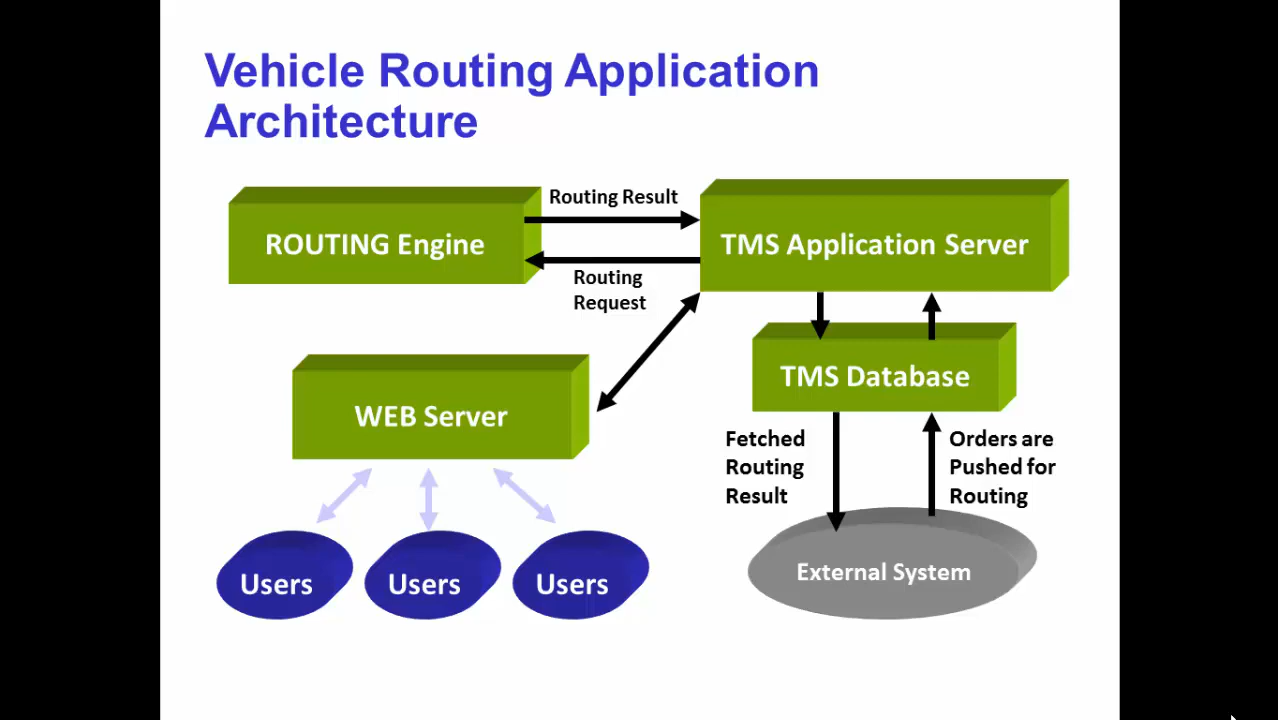 Vehicle Routing Application
Architecture
Routing Result
ROUTING Engine
TMS Application Server
Routing
Request
TMS Database
WEB Server
Fetched
Routing
Result
Orders are
Pushed for
Routing
External System
Users
Users
Users